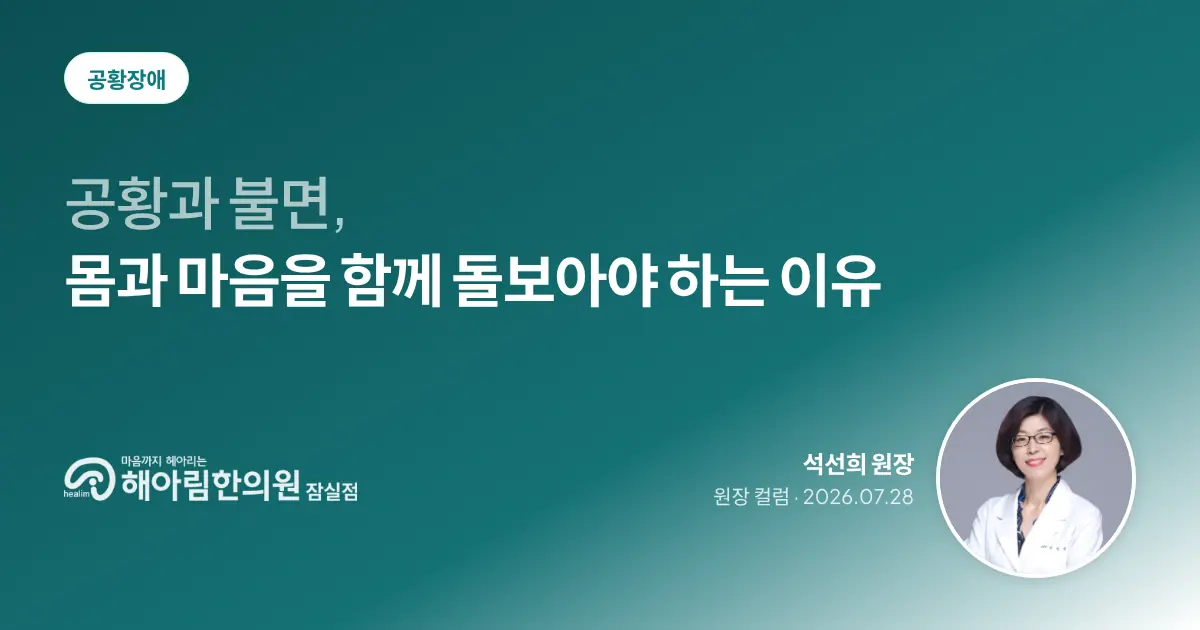 공황장애
공황과 불면,
몸과 마음을 함께 돌보아야 하는 이유
마음까지 헤아리는
healim
해아림한의원 잠실점
석선희 원장
원장 컬럼 · 2026.07.28